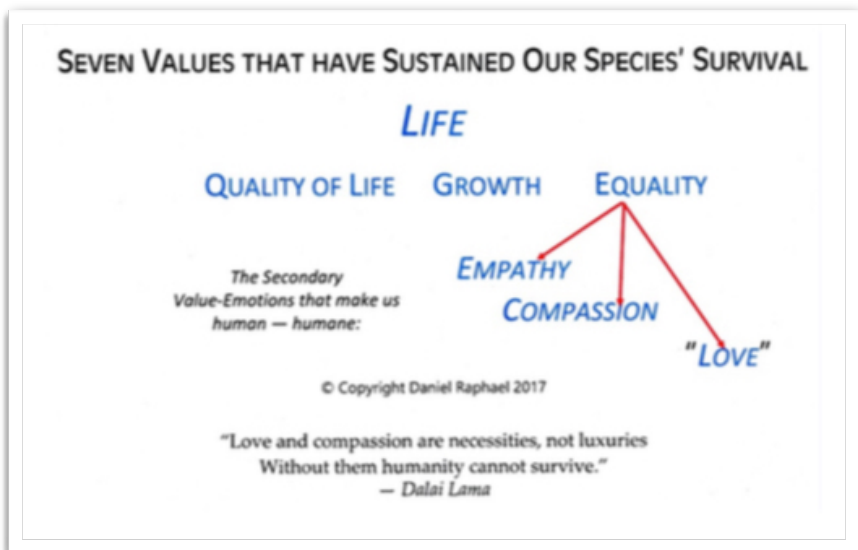 SEVEN VALUES THAT HAVE SUSTAINED OUR SPECIES' SURVIVAL
LIFE
QUALITY OF LIFE GROWTH EQUALITY
EMPATHY
The Secondary
Value-Emotions that make us
human — humane:
COMPASSION
"LOVE"
© Copyright Daniel Raphael 2017
"Love and compassion are necessities, not luxuries
Without them humanity cannot survive."
— Dalai Lama